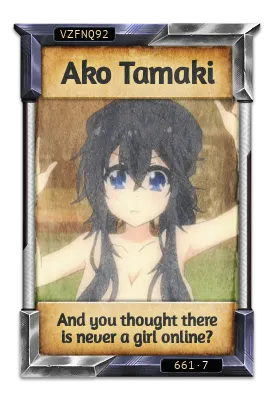 VZFNQ92
Ako Tamaki
And you thought there
is never a girl online?
661·7